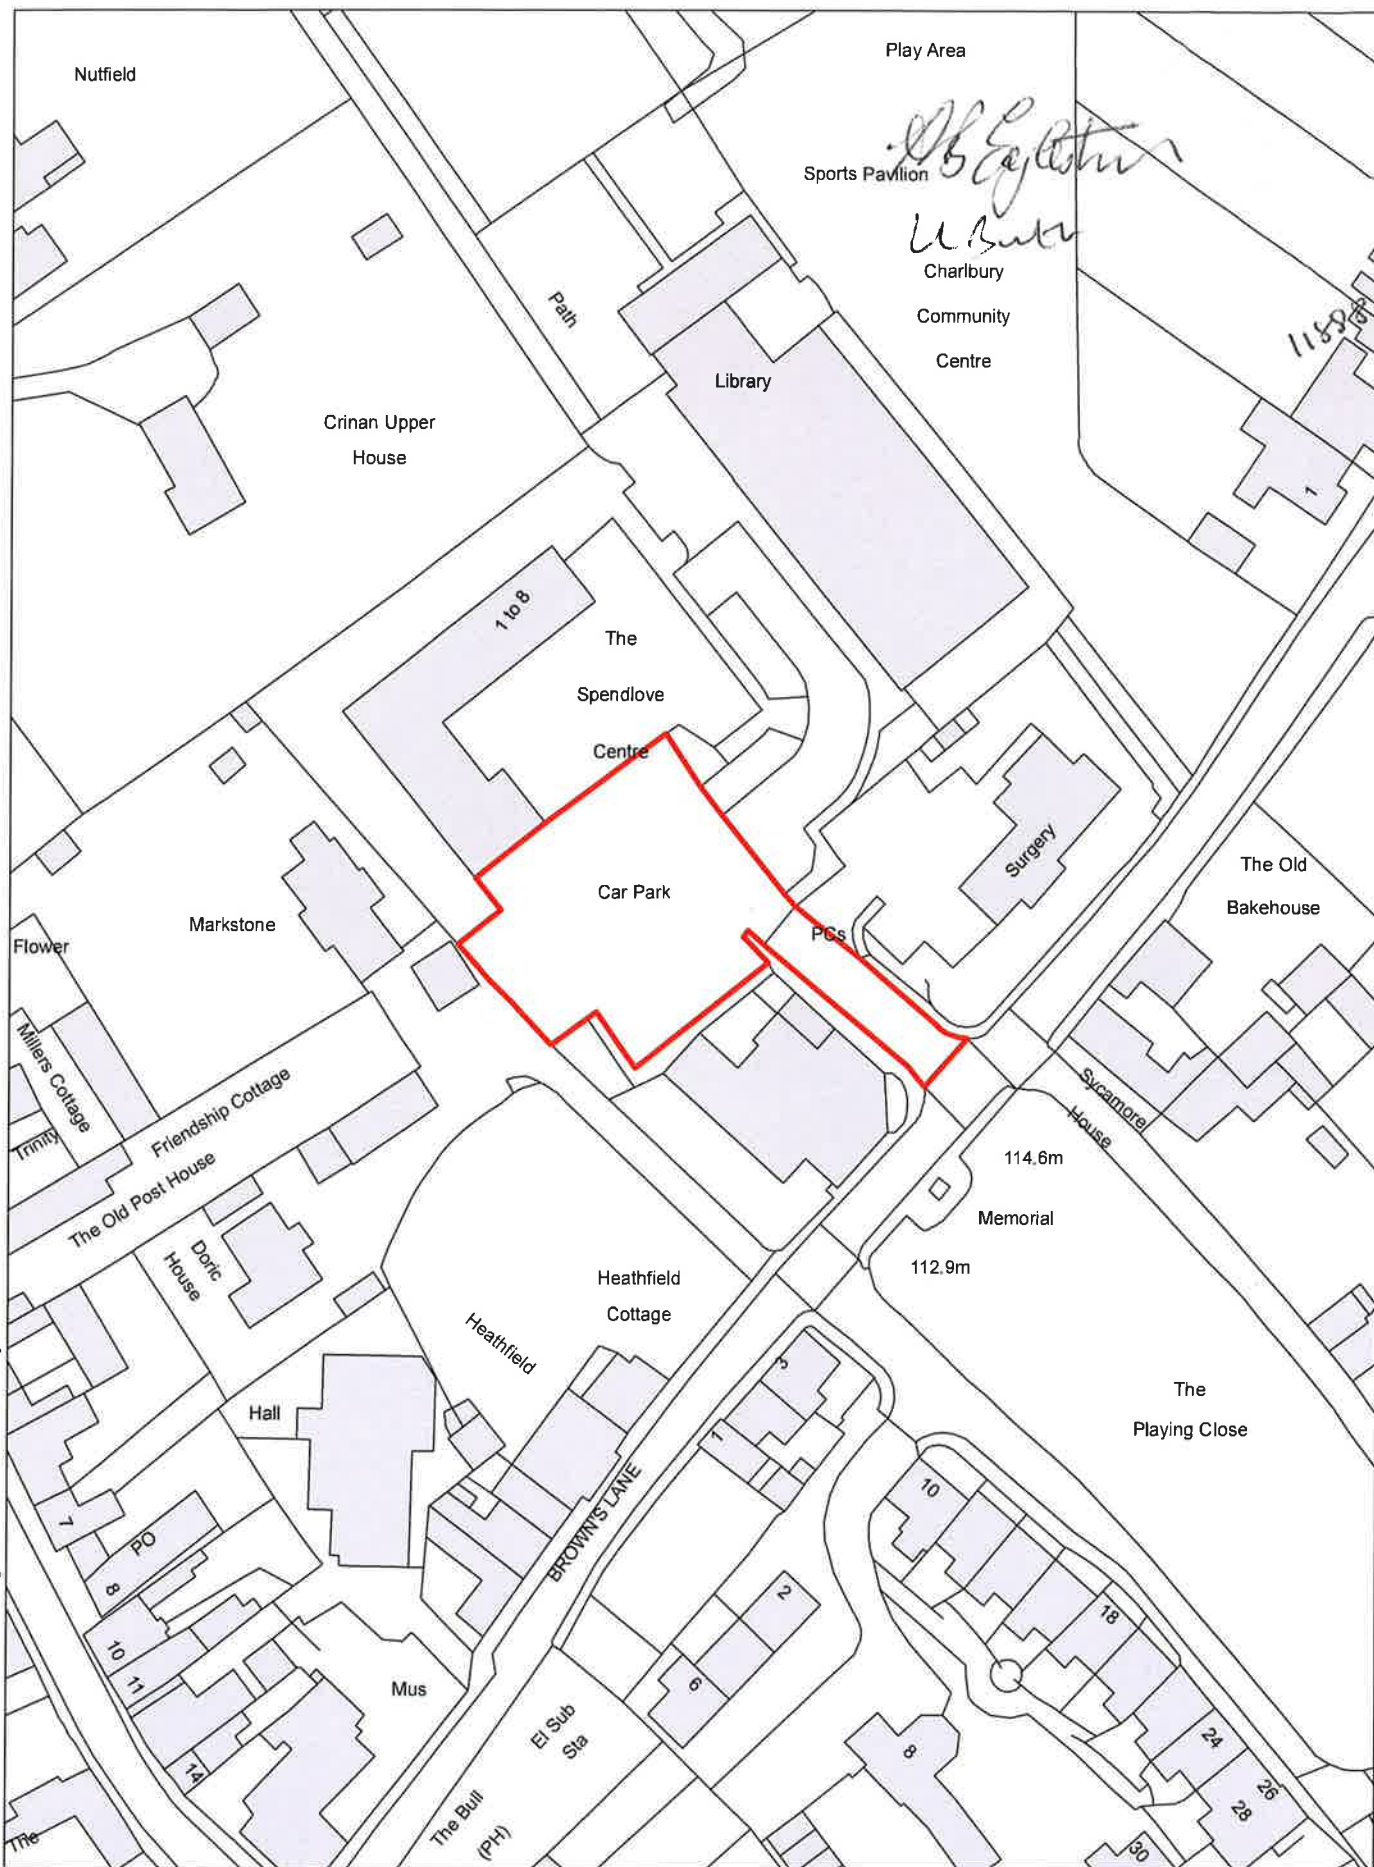 Nutfield
Play Area
Sports Pavilion
Charlbury
Community
Centre
11588
Path
Library
Crinan Upper
House
1
1 to 8
The
Spendlove
Centre
Surgery
The Old
Bakehouse
Car Park
PCs
Markstone
Flower
Millers Cottage
Trinity
Friendship Cottage
The Old Post House
Sycamore
House
114.6m
Memorial
112.9m
Doric
House
Heathfield
Cottage
Heathfield
The
Playing Close
Hall
3
1
BROWN'S LANE
10
7
PO
8
10
11
14
Mus
2
6
18
El Sub
Sta
8
24
26
28
30
The Bull
(PH)
The